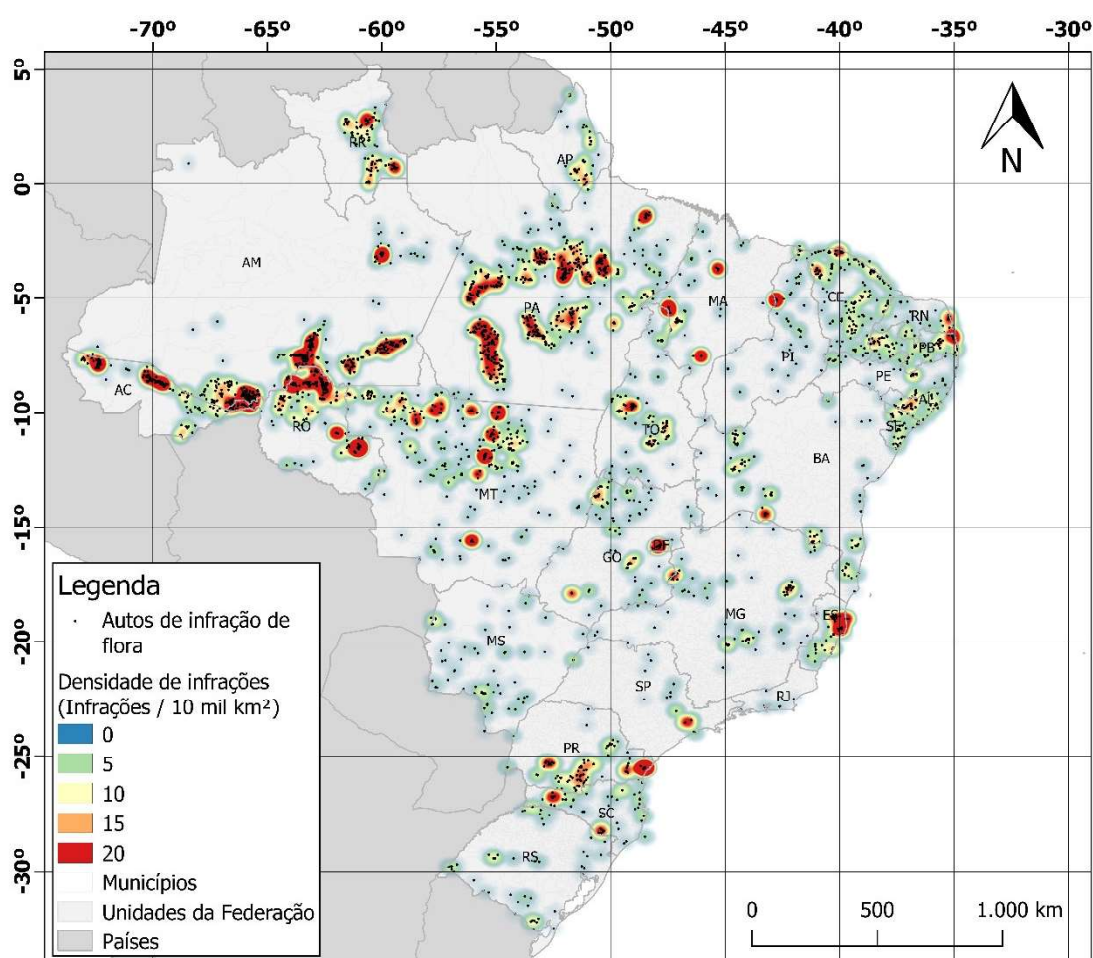 -70º -65º -60º -55º -50º -45º -40º -35º -30º
5º
0º
-5º
-10º
-15º
-20º
-25º
-30º
N
RR
AP
AM
PA
MA
CE
RN
PB
PI
PE
AL
SE
AC
RO
TO
BA
MT
DF
GO
MG
ES
MS
SP
RJ
PR
SC
RS
Legenda
Autos de infração de
flora
Densidade de infrações
(Infrações / 10 mil km²)
0
5
10
15
20
Municípios
Unidades da Federação
Países
0 500 1.000 km